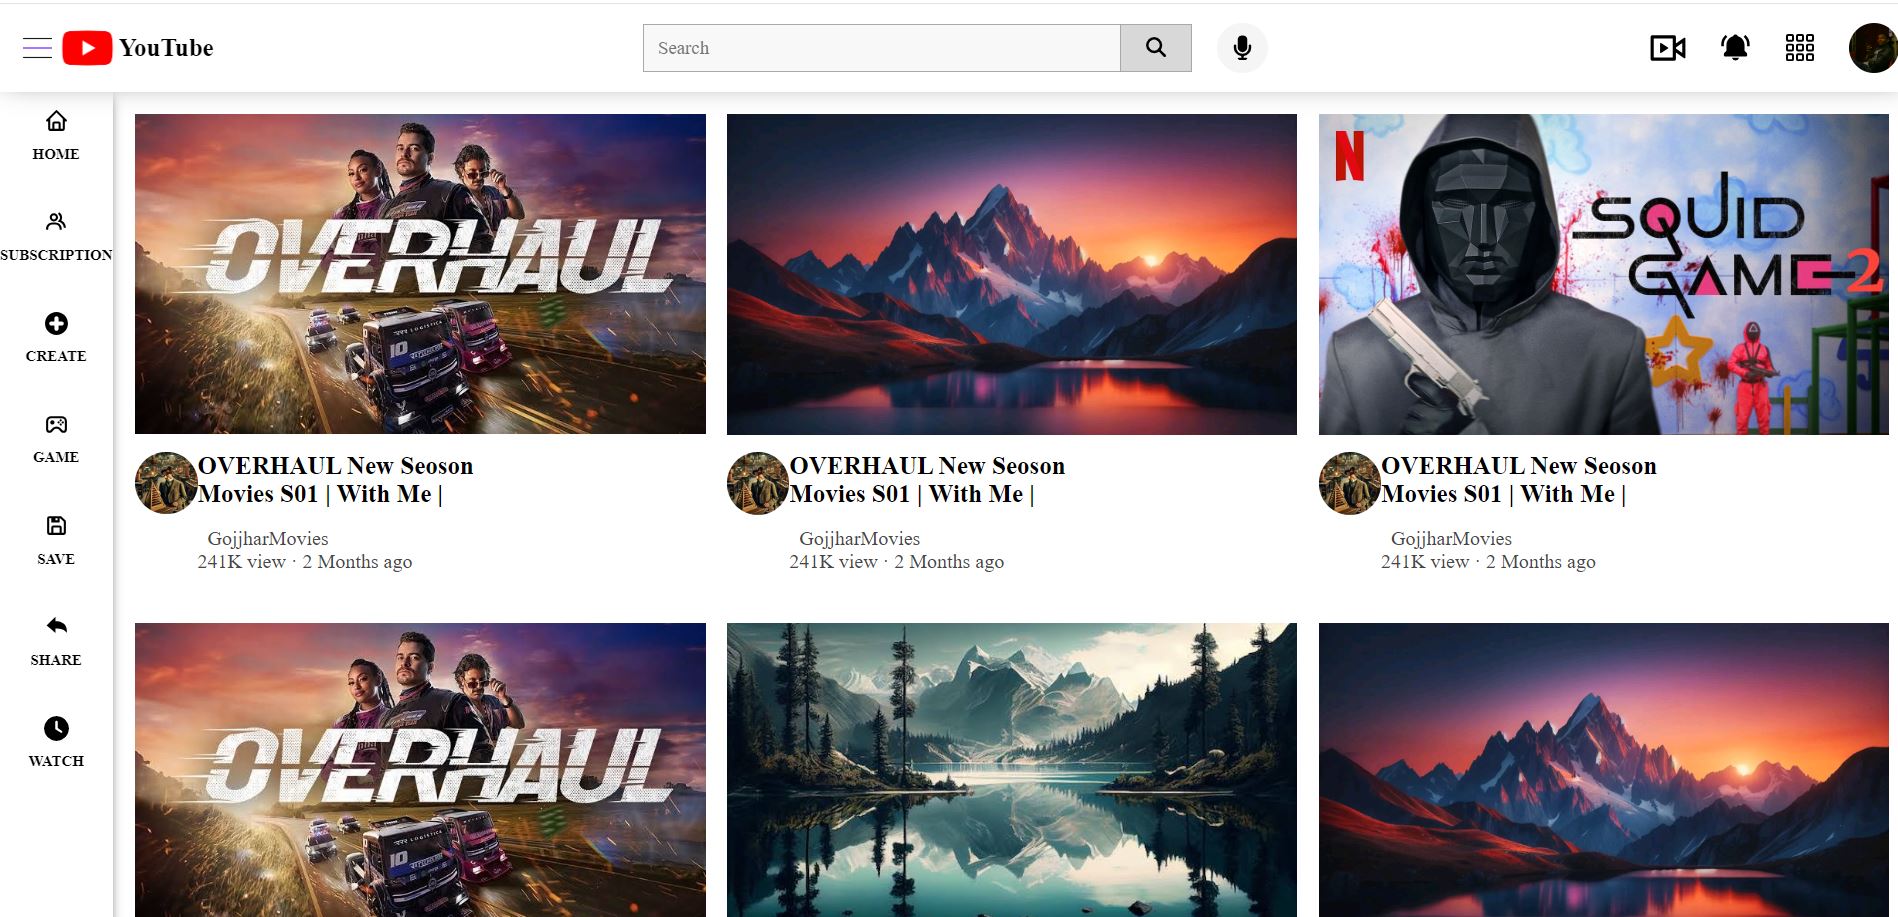 YouTube
Search
HOME
SUBSCRIPTION
CREATE
GAME
SAVE
SHARE
WATCH
OVERHAUL
10
N
SQUID
GAME 2
OVERHAUL New Seoson
Movies S01 | With Me |
GojjharMovies
241K view · 2 Months ago
OVERHAUL New Seoson
Movies S01 | With Me |
GojjharMovies
241K view · 2 Months ago
OVERHAUL New Seoson
Movies S01 | With Me |
GojjharMovies
241K view · 2 Months ago
OVERHAUL
10